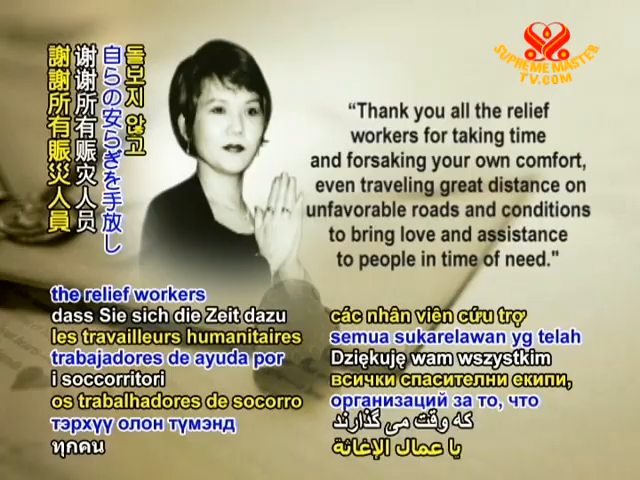 SUPREME MASTER
TV.COM
돌보지 않고
自らの安らぎを手放し
谢谢所有赈灾人员
謝謝所有賑災人員
“Thank you all the relief
workers for taking time
and forsaking your own comfort,
even traveling great distance on
unfavorable roads and conditions
to bring love and assistance
to people in time of need."
the relief workers
dass Sie sich die Zeit dazu
les travailleurs humanitaires
trabajadores de ayuda por
i soccorritori
os trabalhadores de socorro
тэрхүү олон түмэнд
ทุกคน
các nhân viên cứu trợ
semua sukarelawan yg telah
Dziękuję wam wszystkim
всички спасителни екипи,
организаций за то, что
که وقت می گذارند
يا عمال الإغاثة